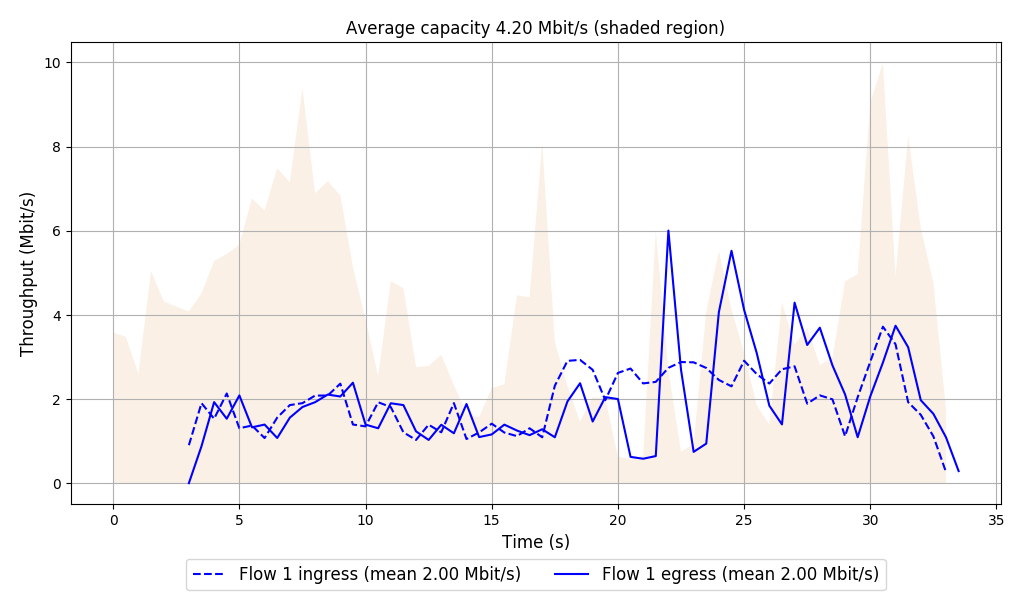 Average capacity 4.20 Mbit/s (shaded region)
10
8
6
4
2
0
Throughput (Mbit/s)
0 5 10 15 20 25 30 35
Time (s)
Flow 1 ingress (mean 2.00 Mbit/s) Flow 1 egress (mean 2.00 Mbit/s)